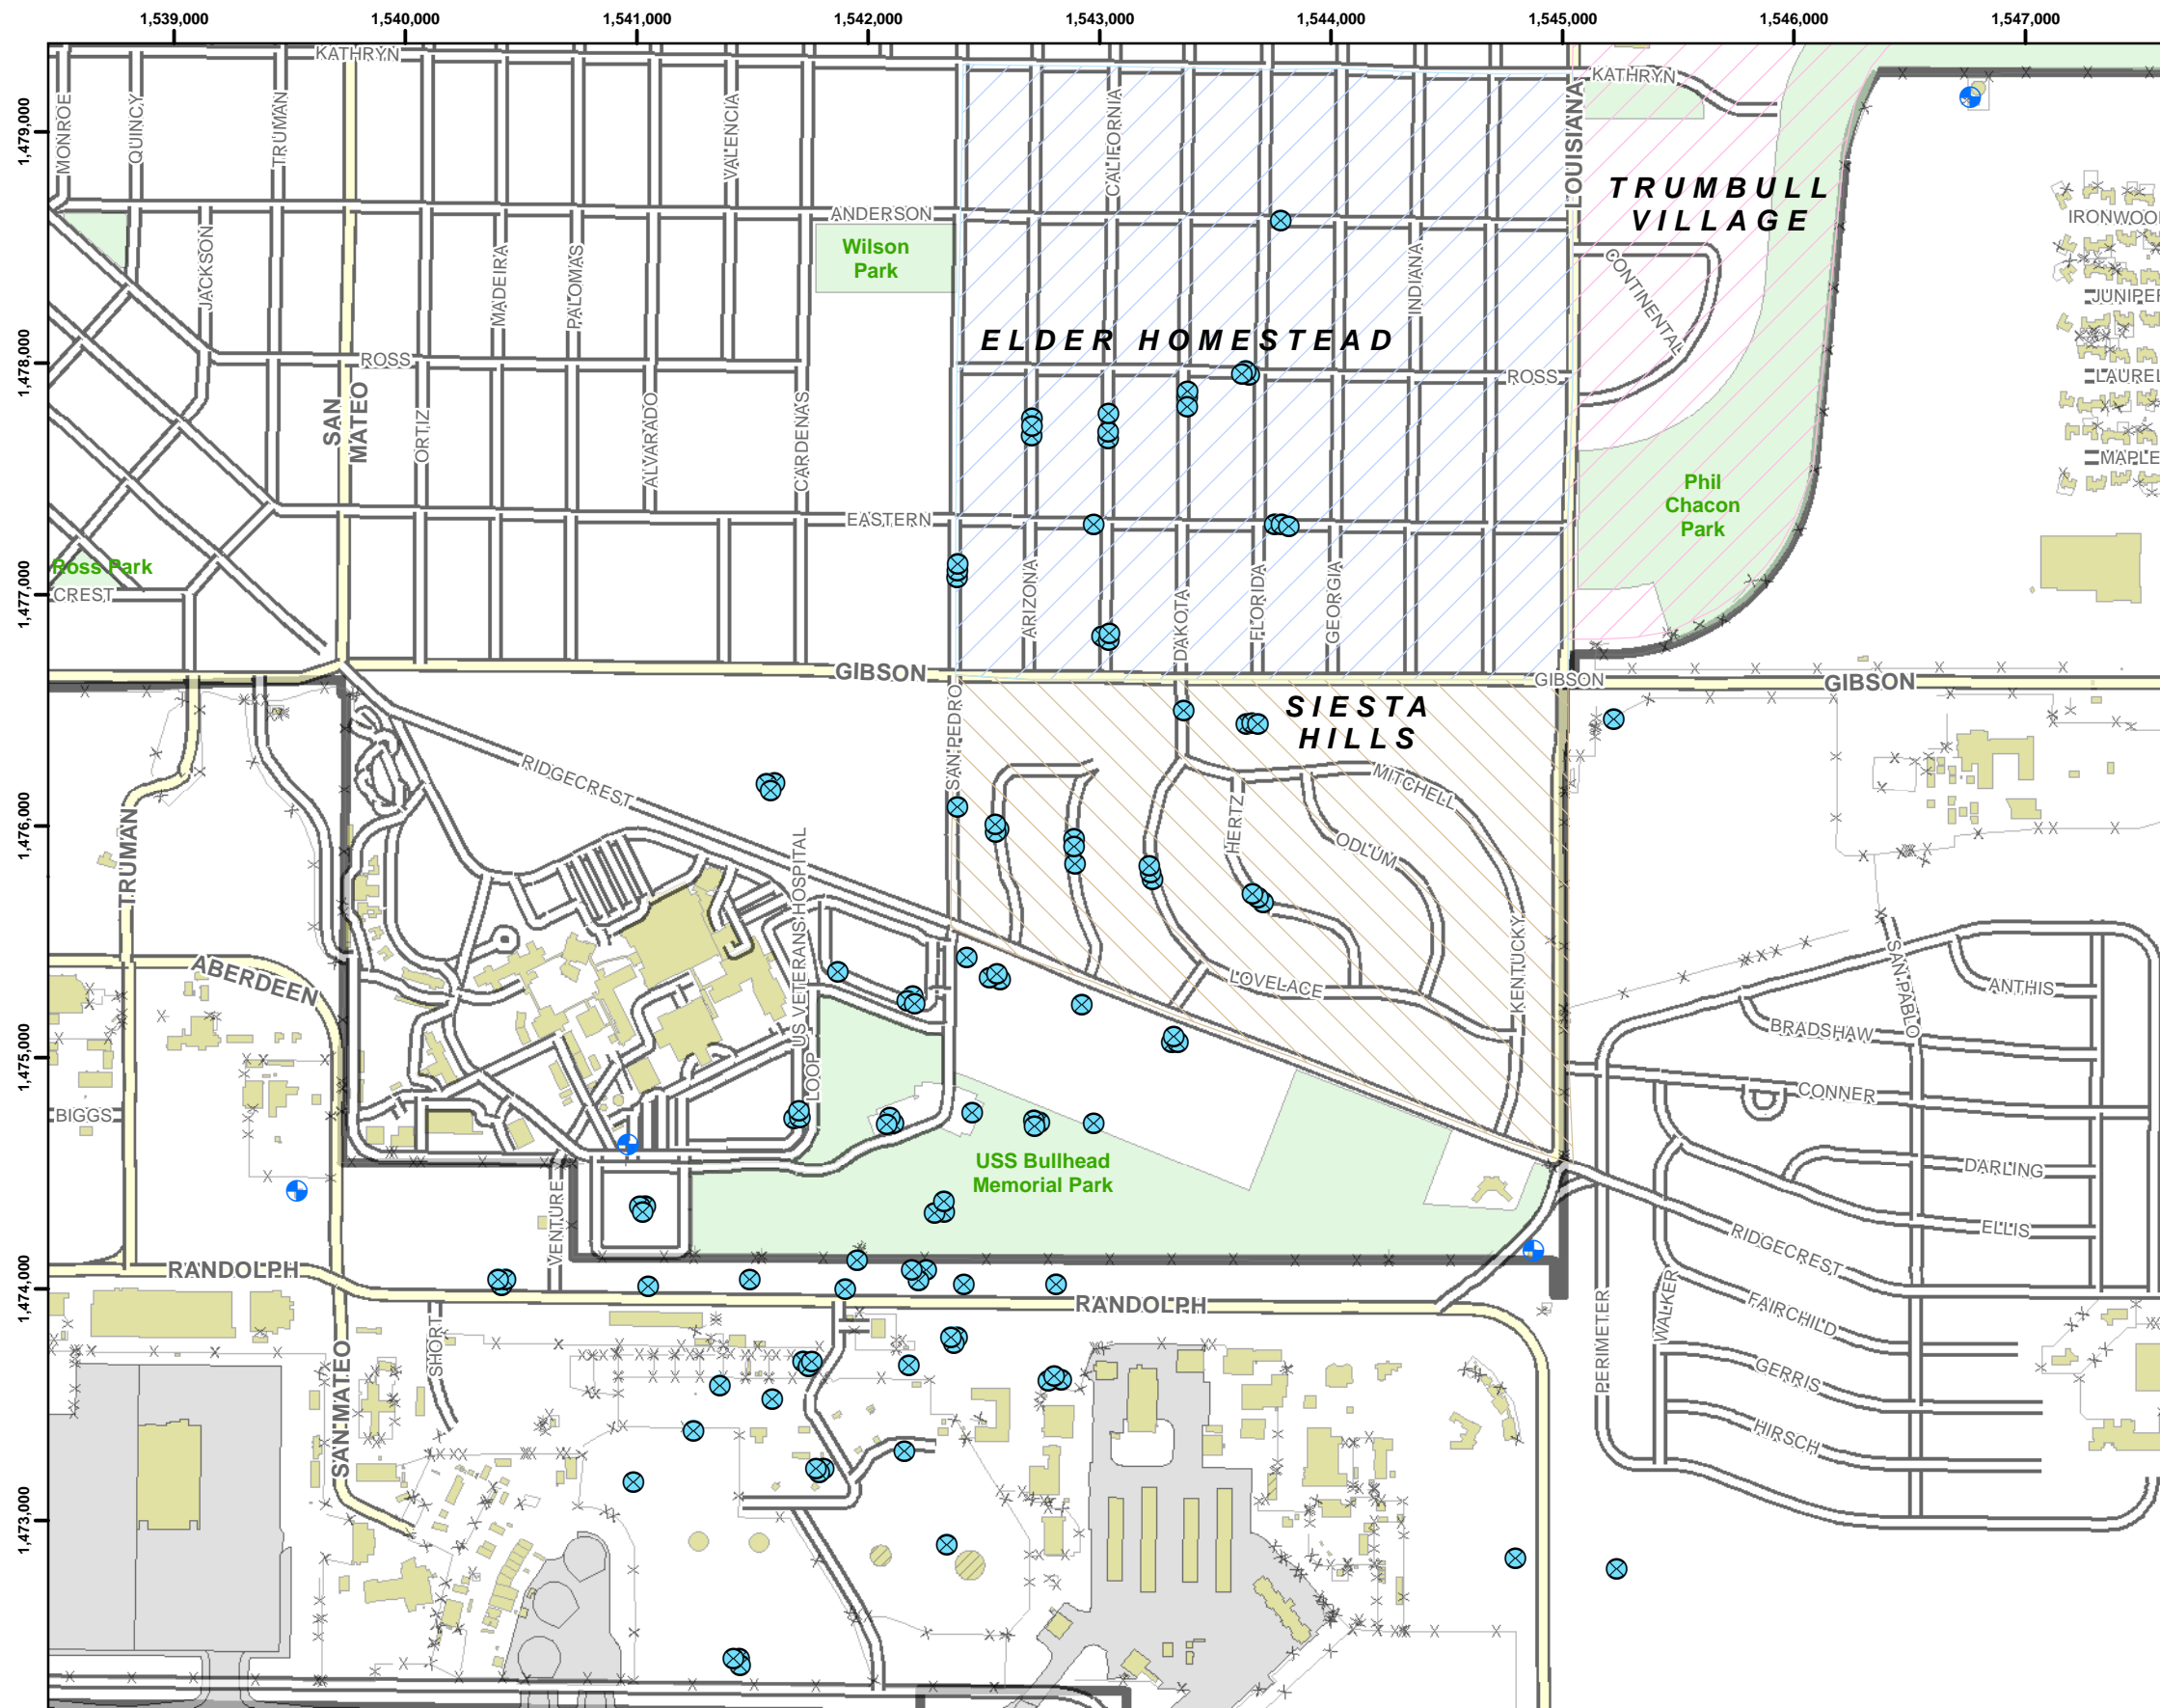 1,539,000
1,540,000
1,541,000
1,542,000
1,543,000
1,544,000
1,545,000
1,546,000
1,547,000
1,479,000
1,478,000
1,477,000
1,476,000
1,475,000
1,474,000
1,473,000
KATHRYN
KATHRYN
MONROE
QUINCY
TRUMAN
VALENCIA
CALIFORNIA
LOUISIANA
TRUMBULL
VILLAGE
ANDERSON
IRONWOO
JACKSON
MADEIRA
PALOMAS
Wilson
Park
INDIANA
CONTINENTAL
JUNIPER
ELDER HOMESTEAD
ROSS
ROSS
LAUREL
SAN
MATEO
ORTIZ
ALVARADO
CARDENAS
MAPLE
Phil
Chacon
Park
EASTERN
Ross Park
CREST
ARIZONA
DAKOTA
FLORIDA
GEORGIA
GIBSON
GIBSON
GIBSON
SIESTA
HILLS
SAN PEDRO
RIDGECREST
MITCHELL
HERTZ
ODLUM
TRUMAN
US VETERANS HOSPITAL
LOOP
ABERDEEN
LOVELACE
KENTUCKY
SAN PABLO
ANTHIS
BRADSHAW
CONNER
BIGGS
DARLING
USS Bullhead
Memorial Park
VENTURE
ELLIS
RIDGECREST
RANDOLPH
RANDOLPH
PERIMETER
WALKER
FAIRCHILD
SHORT
SAN MATEO
GERRIS
HIRSCH